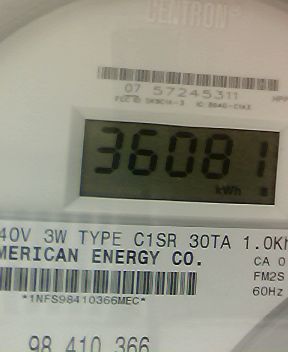 CENTRON®
07 57245311
36081
kWh
40V 3W TYPE C1SR 30TA 1.0Kh
MERICAN ENERGY CO.
CA 0
FM2S
60Hz
*1NFS98410366MEC*
98 410 366